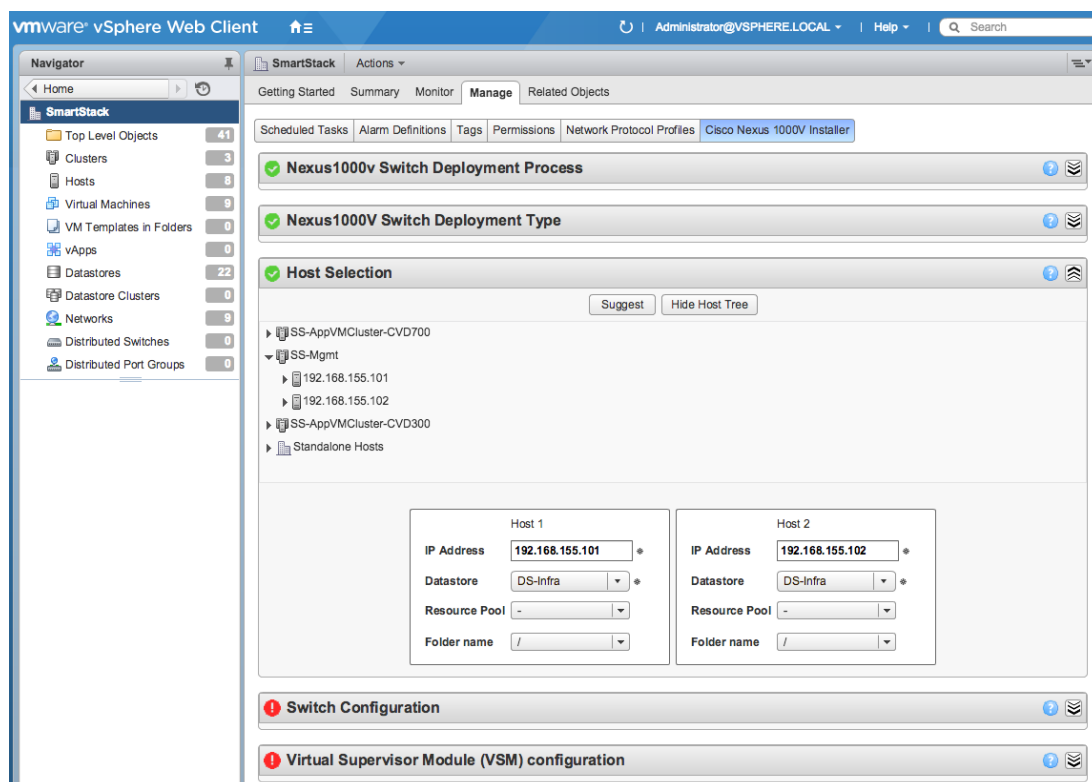 vmware® vSphere Web Client
Administrator@VSPHERE.LOCAL
Help
Search
Navigator
Home
SmartStack
Top Level Objects 41
Clusters 3
Hosts 8
Virtual Machines 9
VM Templates in Folders 0
vApps 0
Datastores 22
Datastore Clusters 0
Networks 9
Distributed Switches 0
Distributed Port Groups 0
SmartStack Actions
Getting Started Summary Monitor Manage Related Objects
Scheduled Tasks Alarm Definitions Tags Permissions Network Protocol Profiles Cisco Nexus 1000V Installer
Nexus1000v Switch Deployment Process
Nexus1000V Switch Deployment Type
Host Selection
Suggest Hide Host Tree
SS-AppVMCluster-CVD700
SS-Mgmt
192.168.155.101
192.168.155.102
SS-AppVMCluster-CVD300
Standalone Hosts
Host 1
IP Address 192.168.155.101 *
Datastore DS-Infra *
Resource Pool -
Folder name /
Host 2
IP Address 192.168.155.102 *
Datastore DS-Infra *
Resource Pool -
Folder name /
Switch Configuration
Virtual Supervisor Module (VSM) configuration